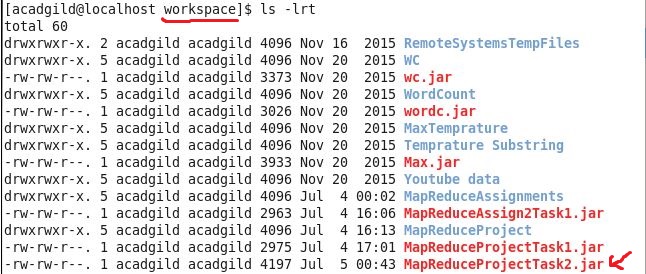 [acadgild@localhost workspace]$ ls -lrt
total 60
drwxrwxr-x. 2 acadgild acadgild 4096 Nov 16  2015 RemoteSystemsTempFiles
drwxrwxr-x. 5 acadgild acadgild 4096 Nov 20  2015 WC
-rw-rw-r--. 1 acadgild acadgild 3373 Nov 20  2015 wc.jar
drwxrwxr-x. 5 acadgild acadgild 4096 Nov 20  2015 WordCount
-rw-rw-r--. 1 acadgild acadgild 3026 Nov 20  2015 wordc.jar
drwxrwxr-x. 5 acadgild acadgild 4096 Nov 20  2015 MaxTemprature
drwxrwxr-x. 5 acadgild acadgild 4096 Nov 20  2015 Temprature Substring
-rw-rw-r--. 1 acadgild acadgild 3933 Nov 20  2015 Max.jar
drwxrwxr-x. 5 acadgild acadgild 4096 Nov 20  2015 Youtube data
drwxrwxr-x. 5 acadgild acadgild 4096 Jul  4 00:02 MapReduceAssignments
-rw-rw-r--. 1 acadgild acadgild 2963 Jul  4 16:06 MapReduceAssign2Task1.jar
drwxrwxr-x. 5 acadgild acadgild 4096 Jul  4 16:13 MapReduceProject
-rw-rw-r--. 1 acadgild acadgild 2975 Jul  4 17:01 MapReduceProjectTask1.jar
-rw-rw-r--. 1 acadgild acadgild 4197 Jul  5 00:43 MapReduceProjectTask2.jar